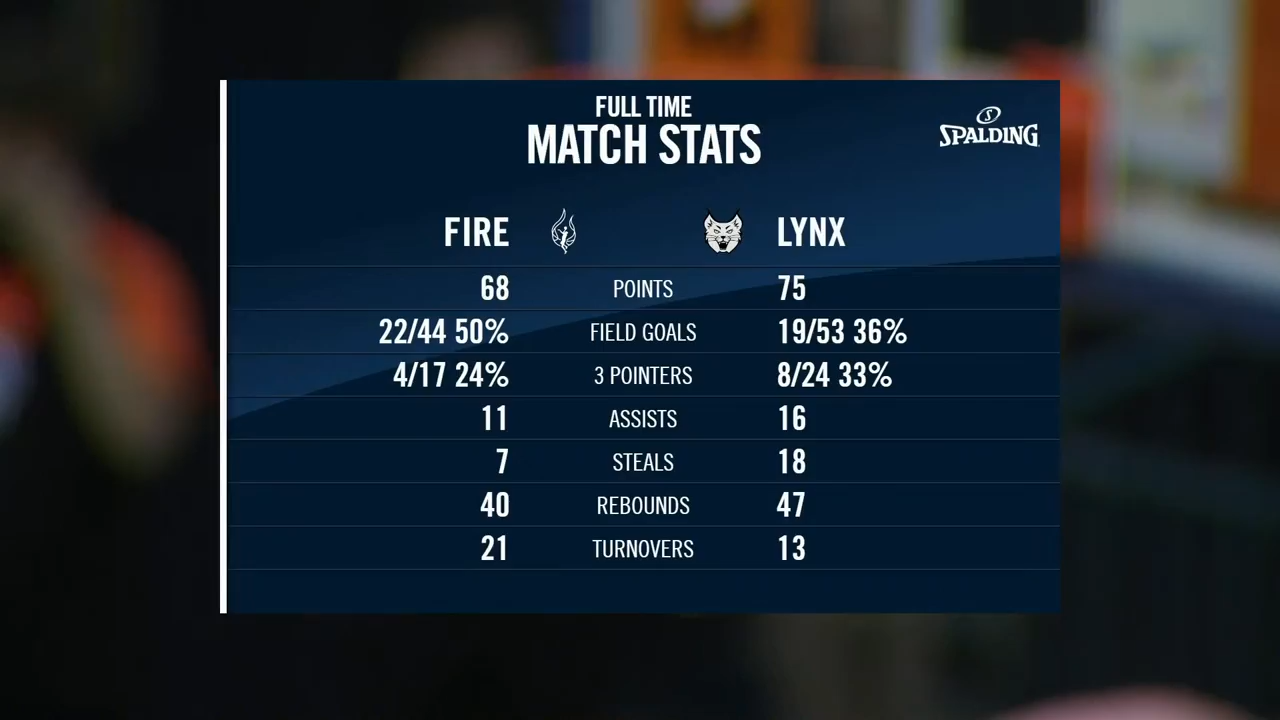 FULL TIME
MATCH STATS
SPALDING
FIRE LYNX
68 POINTS 75
22/44 50% FIELD GOALS 19/53 36%
4/17 24% 3 POINTERS 8/24 33%
11 ASSISTS 16
7 STEALS 18
40 REBOUNDS 47
21 TURNOVERS 13